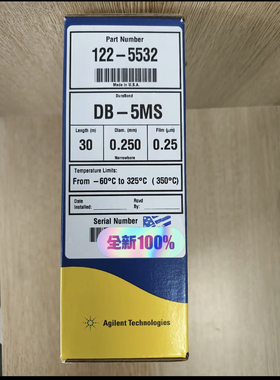 Part Number
122-5532
Made in U.S.A.
DuraBond
DB-5MS
Length (m) Diam. (mm) Film (µm)
30 0.250 0.25
Narrowbore
Temperature Limits:
From -60°C to 325°C (350°C)
Date Rcvd
Installed: By:
Serial Number
全新100%
Agilent Technologies